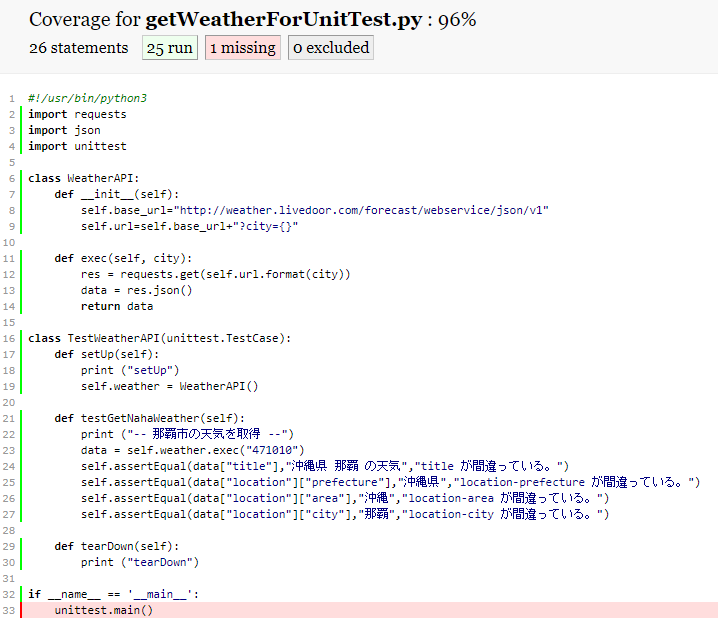 Coverage for getWeatherForUnitTest.py : 96%
26 statements 25 run 1 missing 0 excluded
1 #!/usr/bin/python3
2 import requests
3 import json
4 import unittest
5
6 class WeatherAPI:
7     def __init__(self):
8         self.base_url="http://weather.livedoor.com/forecast/webservice/json/v1"
9         self.url=self.base_url+"?city={}"
10
11     def exec(self, city):
12         res = requests.get(self.url.format(city))
13         data = res.json()
14         return data
15
16 class TestWeatherAPI(unittest.TestCase):
17     def setUp(self):
18         print ("setUp")
19         self.weather = WeatherAPI()
20
21     def testGetNahaWeather(self):
22         print ("-- 那覇市の天気を取得 --")
23         data = self.weather.exec("471010")
24         self.assertEqual(data["title"],"沖縄県 那覇 の天気","title が間違っている。")
25         self.assertEqual(data["location"]["prefecture"],"沖縄県","location-prefecture が間違っている。")
26         self.assertEqual(data["location"]["area"],"沖縄","location-area が間違っている。")
27         self.assertEqual(data["location"]["city"],"那覇","location-city が間違っている。")
28
29     def tearDown(self):
30         print ("tearDown")
31
32 if __name__ == '__main__':
33     unittest.main()